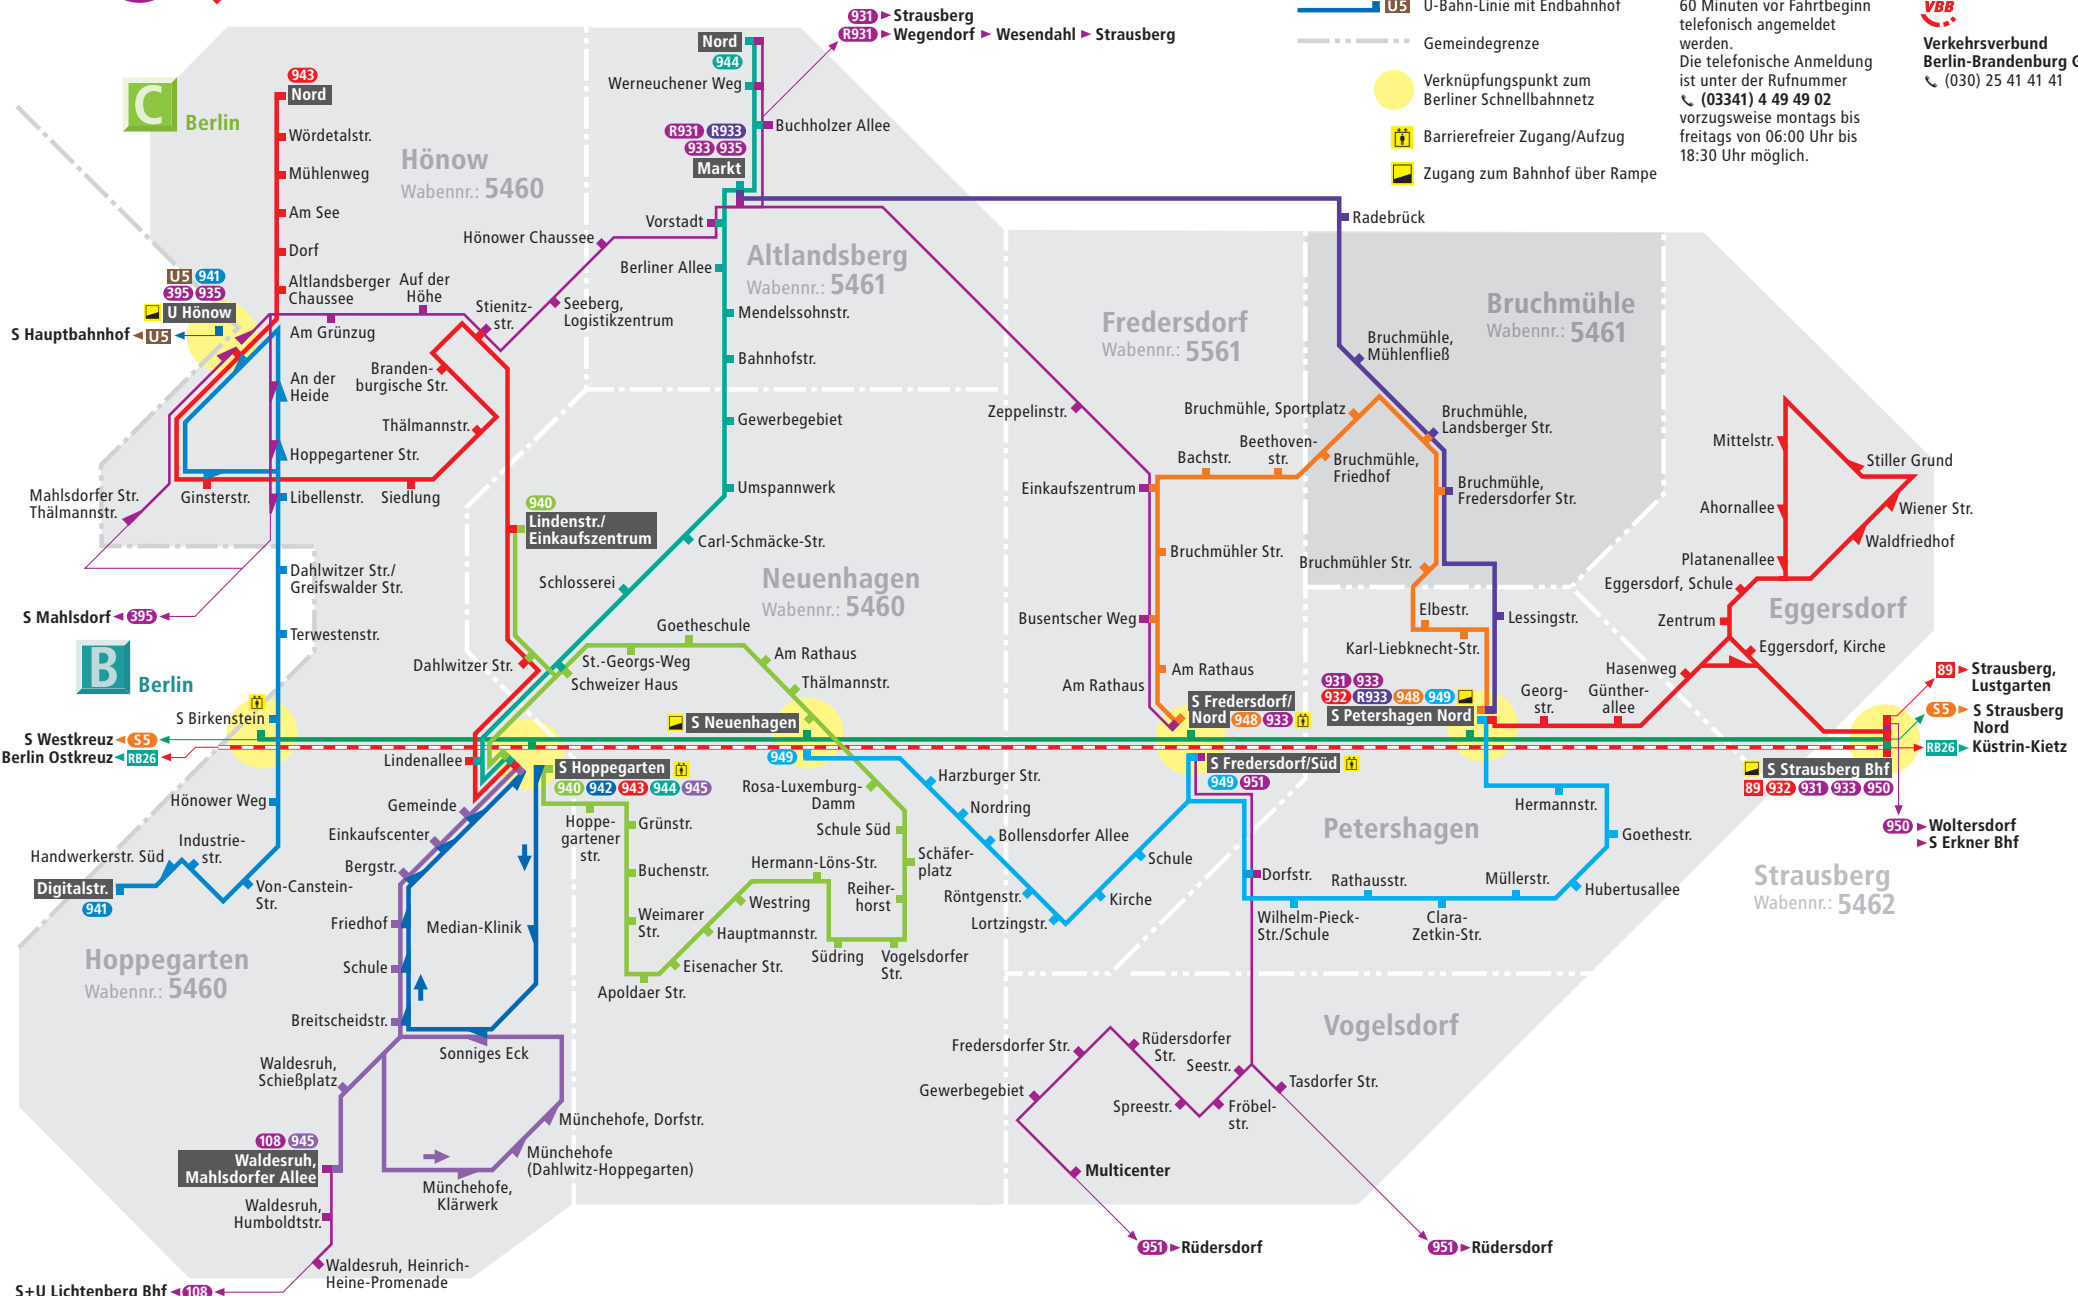 931 Strausberg
R931 Wegendorf Wesendahl Strausberg
U5 U-Bahn-Linie mit Endbahnhof
Gemeindegrenze
Verknüpfungspunkt zum
Berliner Schnellbahnnetz
Barrierefreier Zugang/Aufzug
Zugang zum Bahnhof über Rampe
60 Minuten vor Fahrtbeginn
telefonisch angemeldet
werden.
Die telefonische Anmeldung
ist unter der Rufnummer
(03341) 4 49 49 02
vorzugsweise montags bis
freitags von 06:00 Uhr bis
18:30 Uhr möglich.
VBB
Verkehrsverbund
Berlin-Brandenburg G
(030) 25 41 41 41
C Berlin
943
Nord
Wördetalstr.
Mühlenweg
Am See
Dorf
Altlandsberger
Chaussee
Hönow
Wabennr.: 5460
U5 941
395 935
U Hönow
S Hauptbahnhof U5
Am Grünzug
Auf der
Höhe
Stienitz-
str.
Hönower Chaussee
Seeberg,
Logistikzentrum
An der
Heide
Branden-
burgische Str.
Thälmannstr.
Hoppegartener Str.
Ginsterstr.
Libellenstr.
Siedlung
Mahlsdorfer Str.
Thälmannstr.
Dahlwitzer Str./
Greifswalder Str.
S Mahlsdorf 395
Terwestenstr.
B Berlin
Nord
944
Werneuchener Weg
Buchholzer Allee
R931 R933
933 935
Markt
Vorstadt
Berliner Allee
Altlandsberg
Wabennr.: 5461
Mendelssohnstr.
Bahnhofstr.
Gewerbegebiet
Umspannwerk
Carl-Schmäcke-Str.
Schlosserei
940
Lindenstr./
Einkaufszentrum
Neuenhagen
Wabennr.: 5460
Goetheschule
St.-Georgs-Weg
Schweizer Haus
Dahlwitzer Str.
Am Rathaus
Thälmannstr.
S Neuenhagen
949
Fredersdorf
Wabennr.: 5561
Zeppelinstr.
Einkaufszentrum
Bachstr.
Beethoven-
str.
Bruchmühle, Sportplatz
Bruchmühle,
Friedhof
Bruchmühler Str.
Busentscher Weg
Am Rathaus
Am Rathaus
S Fredersdorf/
Nord 948 933
Radebrück
Bruchmühle
Wabennr.: 5461
Bruchmühle,
Mühlenfließ
Bruchmühle,
Landsberger Str.
Bruchmühle,
Fredersdorfer Str.
Bruchmühler Str.
Elbestr.
Karl-Liebknecht-Str.
Lessingstr.
931 933
932 R933 948 949
S Petershagen Nord
Mittelstr.
Stiller Grund
Ahornallee
Wiener Str.
Waldfriedhof
Platanenallee
Eggersdorf, Schule
Eggersdorf
Zentrum
Eggersdorf, Kirche
Hasenweg
Georg-
str.
Günther-
allee
89 Strausberg,
Lustgarten
S5 S Strausberg
Nord
RB26 Küstrin-Kietz
S Strausberg Bhf
89 932 931 933 950
950 Woltersdorf
S Erkner Bhf
Strausberg
Wabennr.: 5462
S Birkenstein
S Westkreuz S5
Berlin Ostkreuz RB26
Hönower Weg
Industrie-
str.
Handwerkerstr. Süd
Digitalstr.
941
Von-Canstein-
Str.
Hoppegarten
Wabennr.: 5460
Lindenallee
S Hoppegarten
940 942 943 944 945
Gemeinde
Einkaufscenter
Bergstr.
Friedhof
Median-Klinik
Schule
Breitscheidstr.
Sonniges Eck
Waldesruh,
Schießplatz
108 945
Waldesruh,
Mahlsdorfer Allee
Waldesruh,
Humboldtstr.
Waldesruh, Heinrich-
Heine-Promenade
S+U Lichtenberg Bhf 108
Münchehofe, Dorfstr.
Münchehofe
(Dahlwitz-Hoppegarten)
Münchehofe,
Klärwerk
Hoppe-
gartener
str.
Grünstr.
Buchenstr.
Weimarer
Str.
Apoldaer Str.
Eisenacher Str.
Hauptmannstr.
Westring
Hermann-Löns-Str.
Südring
Vogelsdorfer
Str.
Reiher-
horst
Schäfer-
platz
Schule Süd
Rosa-Luxemburg-
Damm
Harzburger Str.
Nordring
Bollensdorfer Allee
Röntgenstr.
Lortzingstr.
Kirche
Schule
S Fredersdorf/Süd
949 951
Petershagen
Dorfstr.
Wilhelm-Pieck-
Str./Schule
Rathausstr.
Clara-
Zetkin-Str.
Müllerstr.
Hubertusallee
Goethestr.
Hermannstr.
Vogelsdorf
Fredersdorfer Str.
Rüdersdorfer
Str.
Seestr.
Gewerbegebiet
Spreestr.
Fröbel-
str.
Tasdorfer Str.
Multicenter
951 Rüdersdorf
951 Rüdersdorf